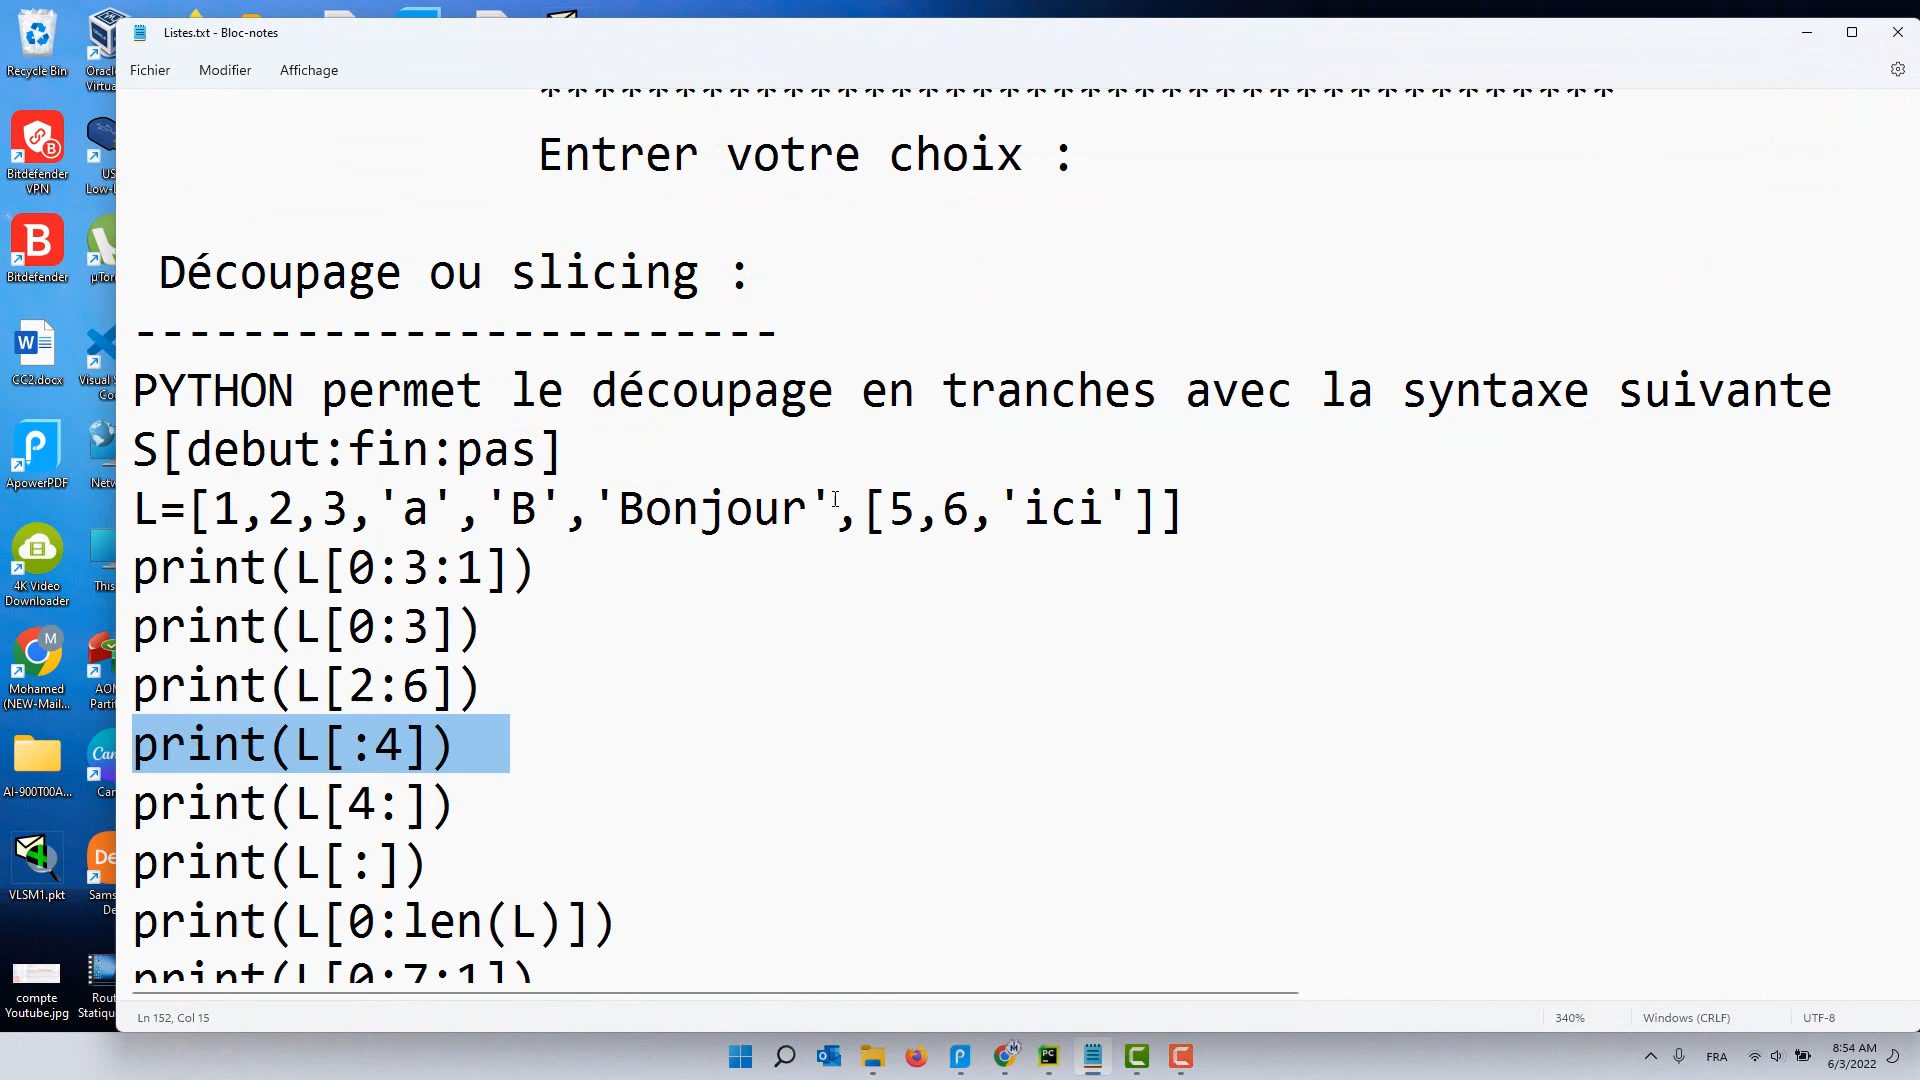 Listes.txt - Bloc-notes
Fichier Modifier Affichage
****************************************
Entrer votre choix :
Découpage ou slicing :
------------------------
PYTHON permet le découpage en tranches avec la syntaxe suivante
S[debut:fin:pas]
L=[1,2,3,'a','B','Bonjour',[5,6,'ici']]
print(L[0:3:1])
print(L[0:3])
print(L[2:6])
print(L[:4])
print(L[4:])
print(L[:])
print(L[0:len(L)])
print(L[0:7:1])
Ln 152, Col 15
340%
Windows (CRLF)
UTF-8
Recycle Bin
Bitdefender
VPN
Bitdefender
CC2.docx
ApowerPDF
4K Video
Downloader
Mohamed
(NEW-Mail...
AI-900T00A...
VLSM1.pkt
compte
Youtube.jpg
FRA
8:54 AM
6/3/2022